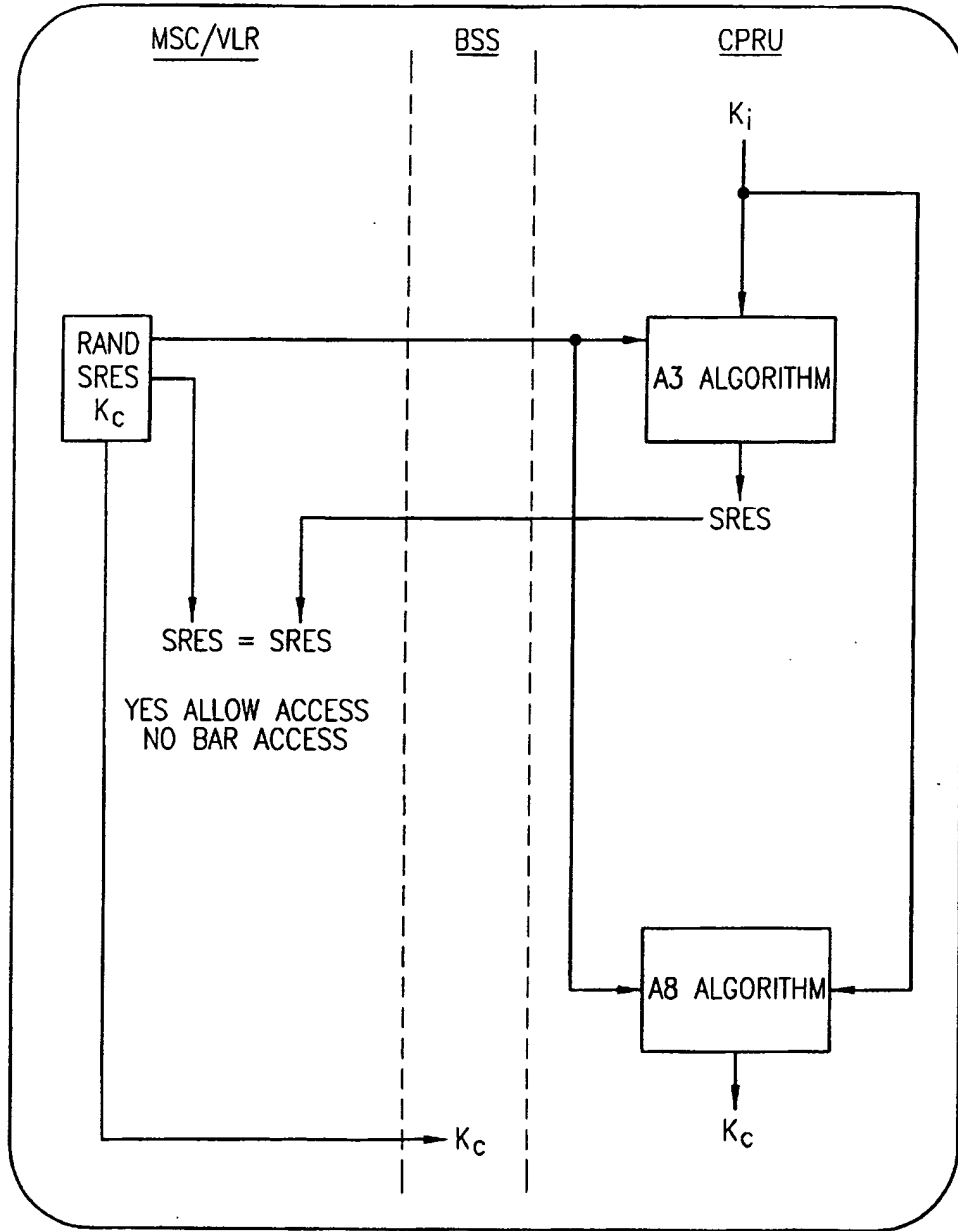 MSC/VLR
BSS
CPRU
Ki
RAND
SRES
Kc
A3 ALGORITHM
SRES
SRES = SRES
YES ALLOW ACCESS
NO BAR ACCESS
A8 ALGORITHM
Kc
Kc